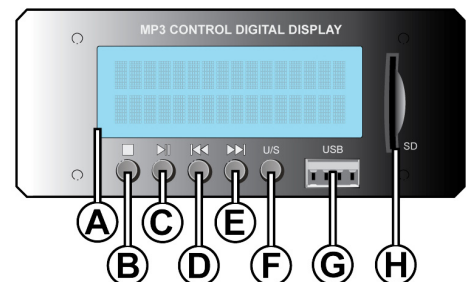 MP3 CONTROL DIGITAL DISPLAY
U/S USB SD
A C E
B D F G H